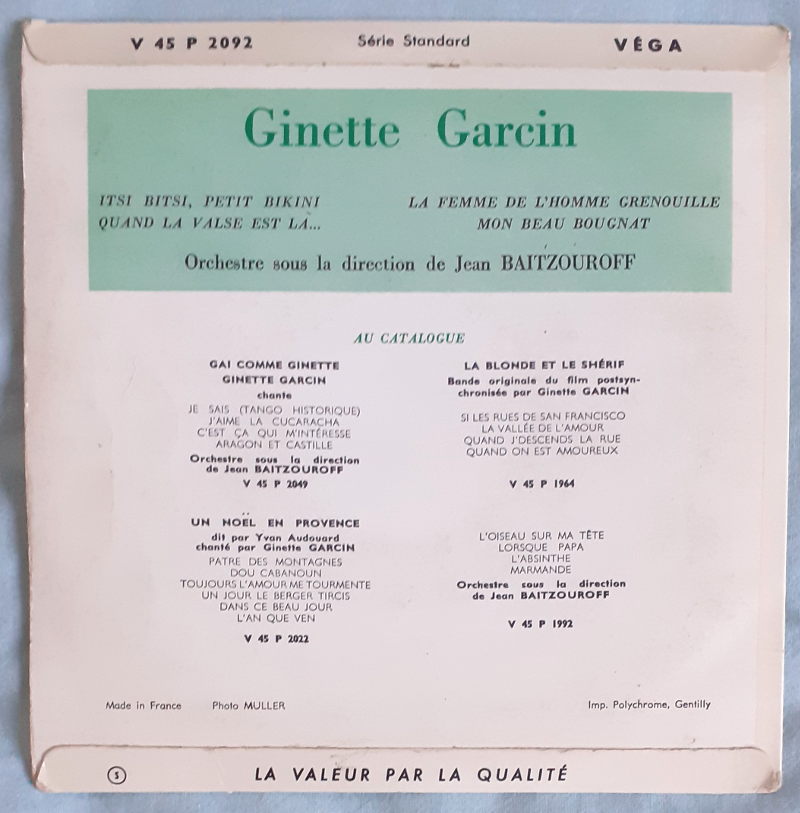 V 45 P 2092 Série Standard VÉGA
Ginette Garcin
ITSI BITSI, PETIT BIKINI
QUAND LA VALSE EST LA...
LA FEMME DE L'HOMME GRENOUILLE
MON BEAU BOUGNAT
Orchestre sous la direction de Jean BAITZOUROFF
AU CATALOGUE
GAI COMME GINETTE
GINETTE GARCIN
chante
JE SAIS (TANGO HISTORIQUE)
J'AIME LA CUCARACHA
C'EST ÇA QUI M'INTÉRESSE
ARAGON ET CASTILLE
Orchestre sous la direction
de Jean BAITZOUROFF
V 45 P 2049
LA BLONDE ET LE SHÉRIF
Bande originale du film postsyn-
chronisée par Ginette GARCIN
SI LES RUES DE SAN FRANCISCO
LA VALLÉE DE L'AMOUR
QUAND J'DESCENDS LA RUE
QUAND ON EST AMOUREUX
V 45 P 1964
UN NOËL EN PROVENCE
dit par Yvan Audouard
chanté par Ginette GARCIN
PATRE DES MONTAGNES
DOU CABANOUN
TOUJOURS L'AMOUR ME TOURMENTE
UN JOUR LE BERGER TIRCIS
DANS CE BEAU JOUR
L'AN QUE VEN
V 45 P 2022
L'OISEAU SUR MA TÊTE
LORSQUE PAPA
L'ABSINTHE
MARMANDE
Orchestre sous la direction
de Jean BAITZOUROFF
V 45 P 1992
Made in France Photo MULLER Imp. Polychrome, Gentilly
S LA VALEUR PAR LA QUALITÉ